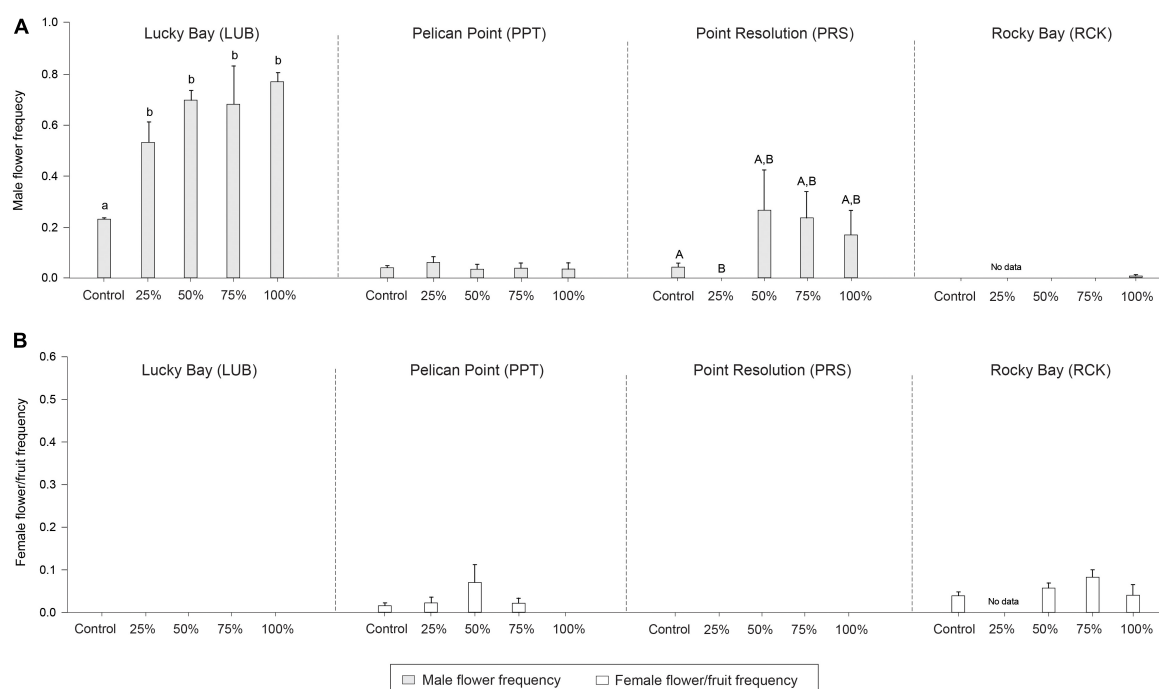 A
Lucky Bay (LUB) Pelican Point (PPT) Point Resolution (PRS) Rocky Bay (RCK)
Male flower frequecy
1.0
0.8
0.6
0.4
0.2
0.0
a b b b b
A B A,B A,B A,B
No data
Control 25% 50% 75% 100% Control 25% 50% 75% 100% Control 25% 50% 75% 100% Control 25% 50% 75% 100%
B
Lucky Bay (LUB) Pelican Point (PPT) Point Resolution (PRS) Rocky Bay (RCK)
Female flower/fruit frequency
0.6
0.5
0.4
0.3
0.2
0.1
0.0
No data
Control 25% 50% 75% 100% Control 25% 50% 75% 100% Control 25% 25% 75% 100% Control 25% 50% 75% 100%
Male flower frequency Female flower/fruit frequency